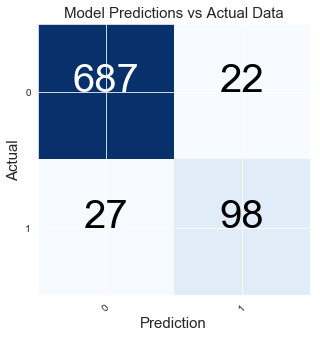 Model Predictions vs Actual Data
Actual
0
687
22
1
27
98
0
1
Prediction